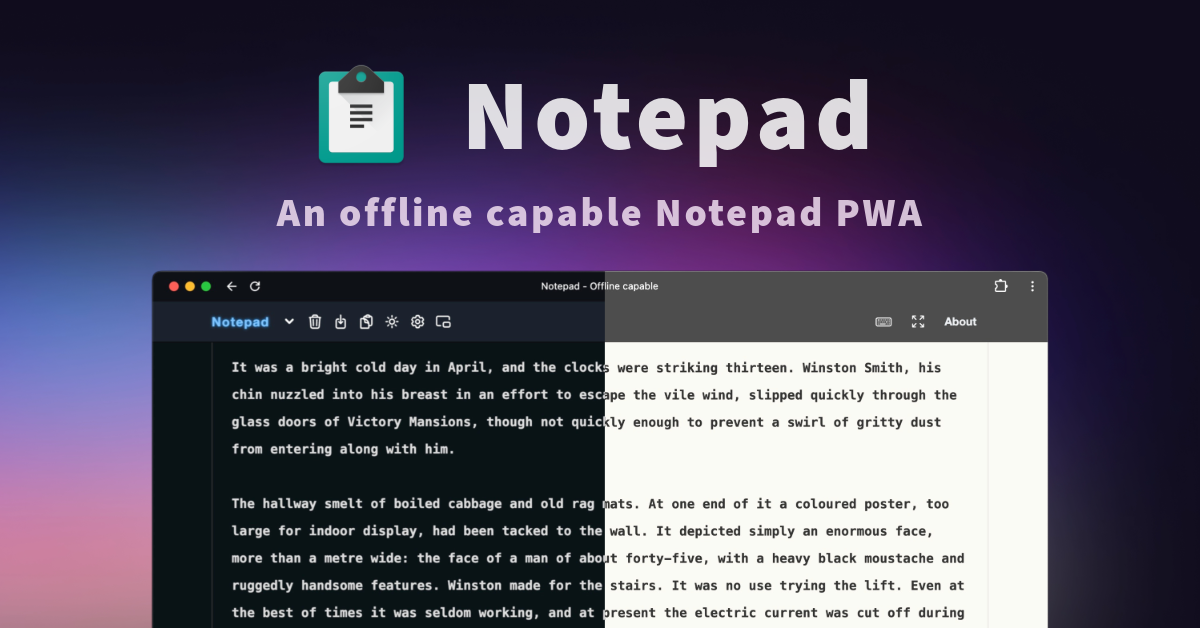 Notepad
An offline capable Notepad PWA
Notepad - Offline capable
Notepad
About
It was a bright cold day in April, and the clocks were striking thirteen. Winston Smith, his
chin nuzzled into his breast in an effort to escape the vile wind, slipped quickly through the
glass doors of Victory Mansions, though not quickly enough to prevent a swirl of gritty dust
from entering along with him.
The hallway smelt of boiled cabbage and old rag mats. At one end of it a coloured poster, too
large for indoor display, had been tacked to the wall. It depicted simply an enormous face,
more than a metre wide: the face of a man of about forty-five, with a heavy black moustache and
ruggedly handsome features. Winston made for the stairs. It was no use trying the lift. Even at
the best of times it was seldom working, and at present the electric current was cut off during